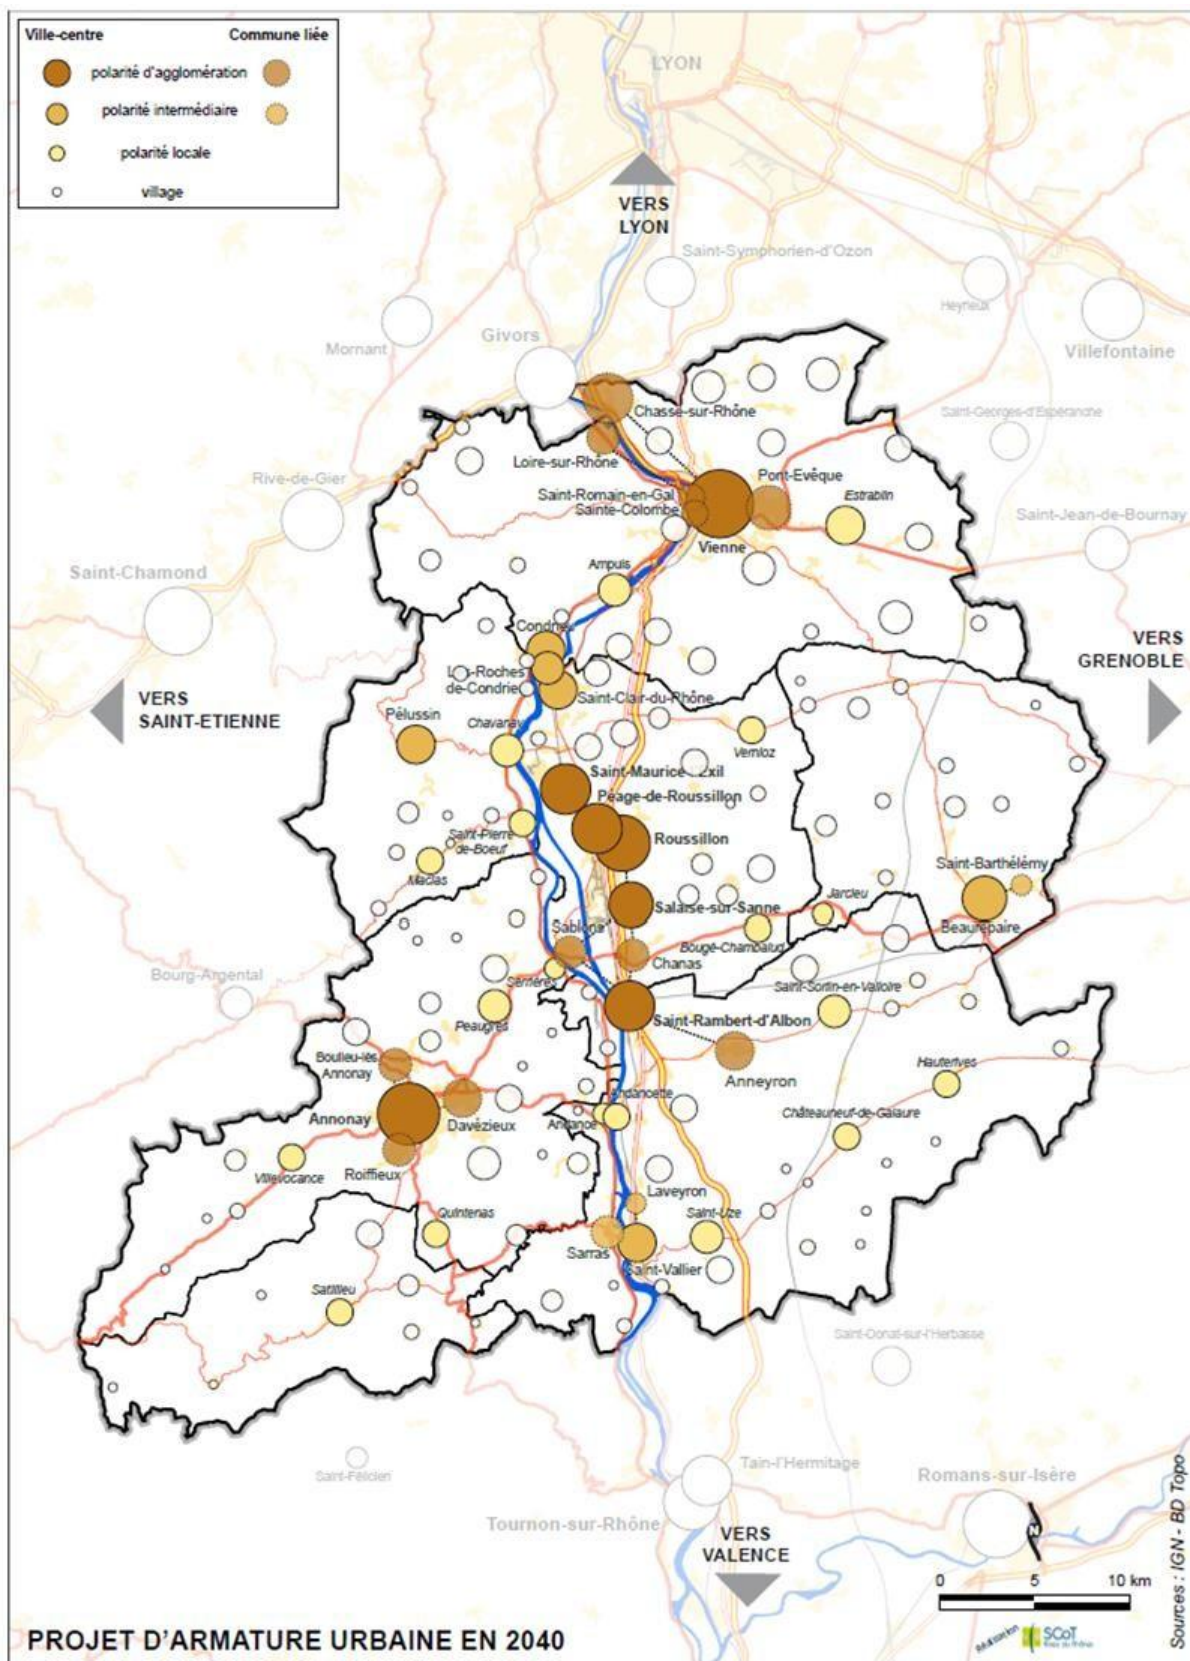 Ville-centre
Commune liée
polarité d'agglomération
polarité intermédiaire
polarité locale
village
LYON
VERS
LYON
Saint-Symphorien-d'Ozon
Heyrieux
Givors
Mornant
Villefontaine
Chasse-sur-Rhône
Saint-Georges-d'Espéranche
Loire-sur-Rhône
Rive-de-Gier
Pont-Evêque
Saint-Romain-en-Gal
Estrablin
Sainte-Colombe
Saint-Jean-de-Bournay
Vienne
Ampuis
Saint-Chamond
Condrieu
VERS
GRENOBLE
Les-Roches
de-Condrieu
Saint-Clair-du-Rhône
VERS
SAINT-ETIENNE
Pélussin
Chavanay
Vernioz
Saint-Maurice l'Exil
Péage-de-Roussillon
Saint-Pierre
de-Boeuf
Roussillon
Maclas
Saint-Barthélémy
Jarcieu
Salaise-sur-Sanne
Beaurepaire
Sablons
Bougé-Chambalud
Chanas
Bourg-Argental
Serrières
Saint-Sorlin-en-Valloire
Peaugres
Saint-Rambert-d'Albon
Boulieu-lès
Annonay
Hauterives
Anneyron
Andancette
Châteauneuf-de-Galaure
Annonay
Davézieux
Andance
Villevocance
Roiffieux
Laveyron
Quintenas
Saint-Uze
Sarras
Saint-Vallier
Satillieu
Saint-Donat-sur-l'Herbasse
Saint-Félicien
Tain-l'Hermitage
Romans-sur-Isère
Tournon-sur-Rhône
VERS
VALENCE
N
0 5 10 km
Sources : IGN - BD Topo
PROJET D'ARMATURE URBAINE EN 2040
Réalisation
SCoT
Rives du Rhône